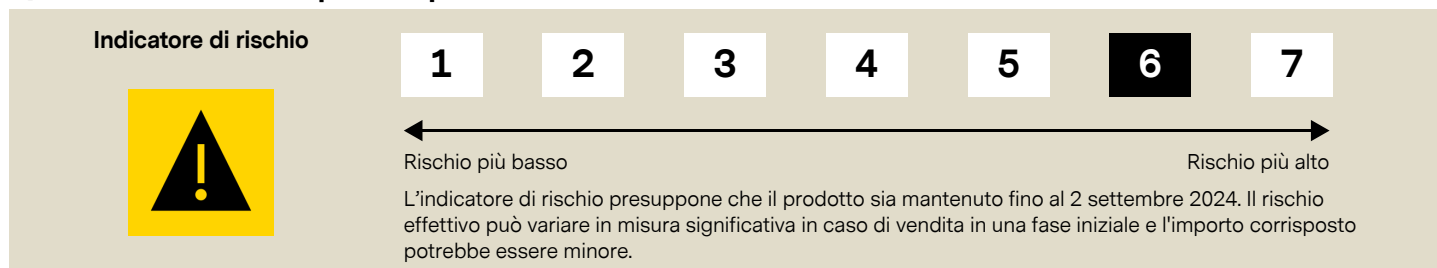 Indicatore di rischio
1 2 3 4 5 6 7
Rischio più basso Rischio più alto
L'indicatore di rischio presuppone che il prodotto sia mantenuto fino al 2 settembre 2024. Il rischio
effettivo può variare in misura significativa in caso di vendita in una fase iniziale e l'importo corrisposto
potrebbe essere minore.